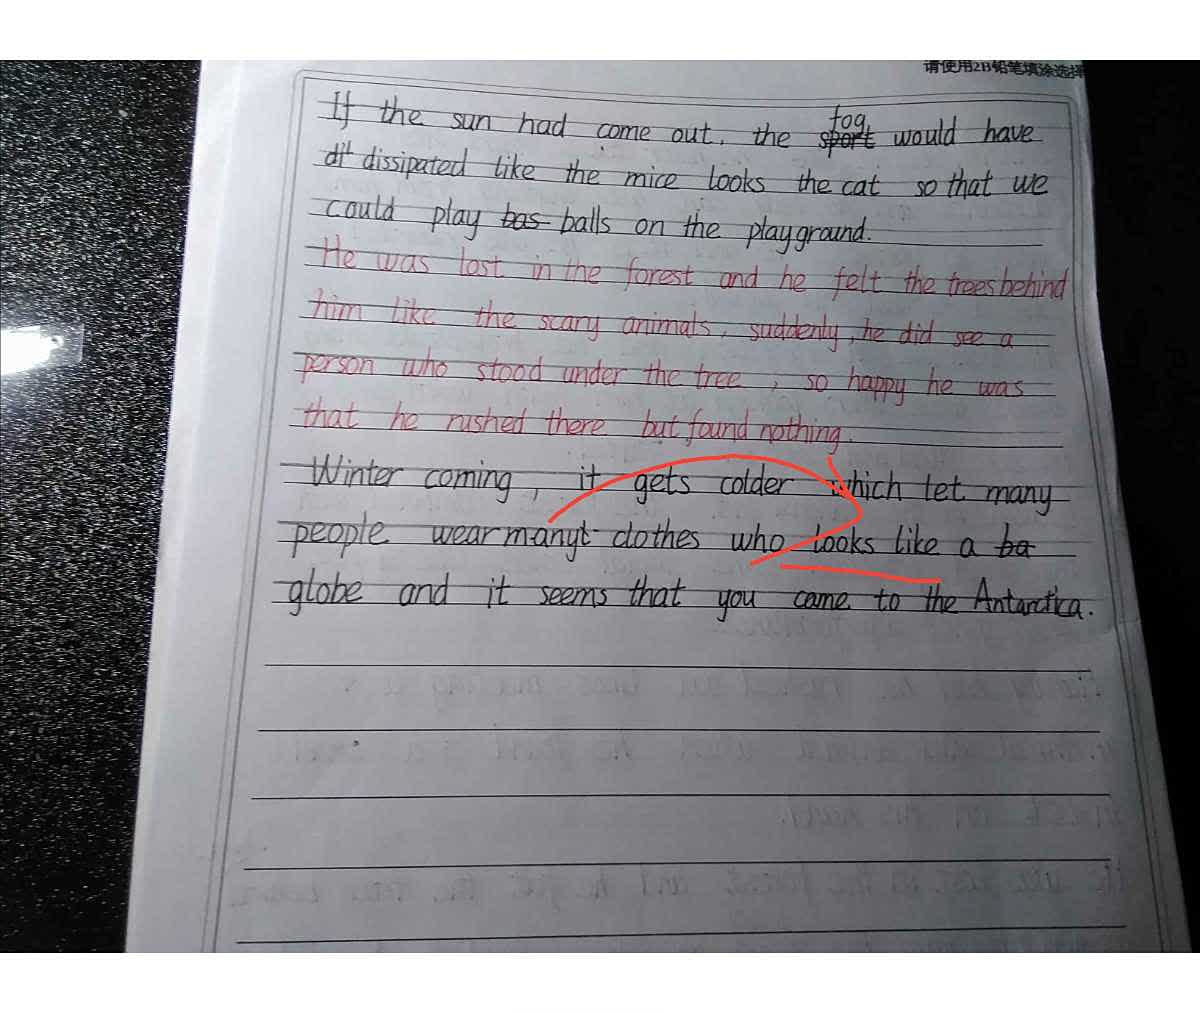 请使用2B铅笔填涂选择
If the sun had come out, the sport fog would have
dit dissipated like the mice looks the cat so that we
could play bas balls on the playground.
He was lost in the forest and he felt the trees behind
him like the scary animals, suddenly, he did see a
person who stood under the tree, so happy he was
that he rushed there but found nothing.
Winter coming, it gets colder which let many
people wear manyt clothes who looks like a ba
globe and it seems that you came to the Antarctica.